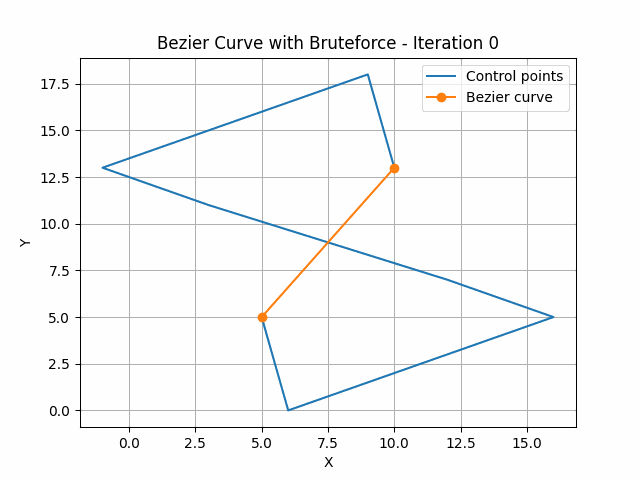 Bezier Curve with Bruteforce - Iteration 0
Control points
Bezier curve
17.5
15.0
12.5
10.0
7.5
5.0
2.5
0.0
Y
0.0 2.5 5.0 7.5 10.0 12.5 15.0
X